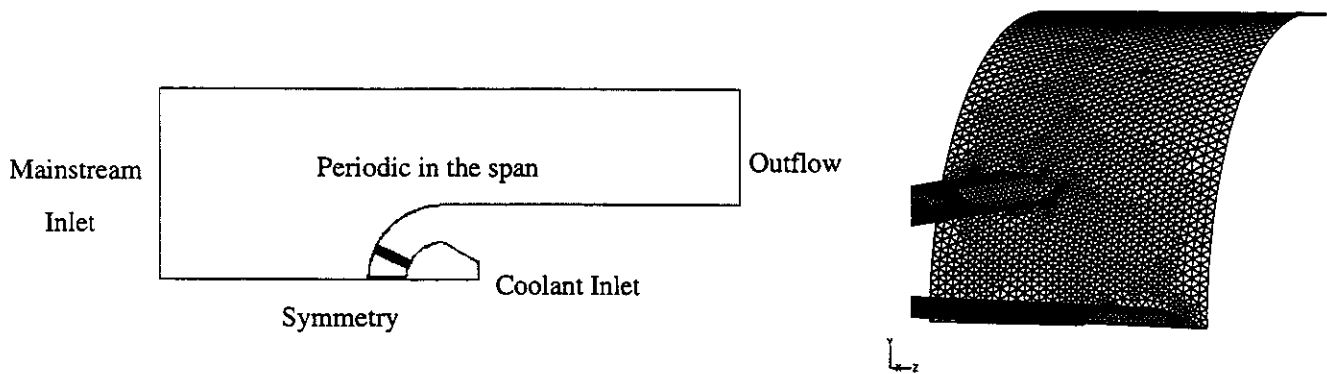 Mainstream
Inlet
Periodic in the span
Outflow
Coolant Inlet
Symmetry
Y
X
Z